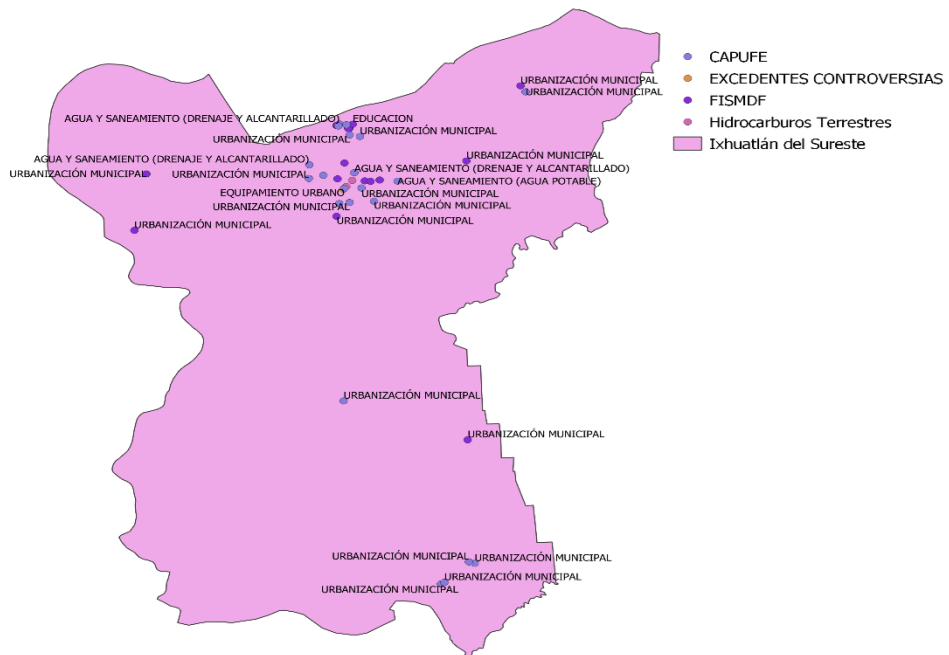 CAPUFE
EXCEDENTES CONTROVERSIAS
FISMDF
Hidrocarburos Terrestres
Ixhuatlán del Sureste
URBANIZACIÓN MUNICIPAL
URBANIZACIÓN MUNICIPAL
AGUA Y SANEAMIENTO (DRENAJE Y ALCANTARILLADO)
EDUCACION
URBANIZACIÓN MUNICIPAL
URBANIZACIÓN MUNICIPAL
AGUA Y SANEAMIENTO (DRENAJE Y ALCANTARILLADO)
URBANIZACIÓN MUNICIPAL
URBANIZACIÓN MUNICIPAL
URBANIZACIÓN MUNICIPAL
AGUA Y SANEAMIENTO (DRENAJE Y ALCANTARILLADO)
AGUA Y SANEAMIENTO (AGUA POTABLE)
EQUIPAMIENTO URBANO
URBANIZACIÓN MUNICIPAL
URBANIZACIÓN MUNICIPAL
URBANIZACIÓN MUNICIPAL
URBANIZACIÓN MUNICIPAL
URBANIZACIÓN MUNICIPAL
URBANIZACIÓN MUNICIPAL
URBANIZACIÓN MUNICIPAL
URBANIZACIÓN MUNICIPAL
URBANIZACIÓN MUNICIPAL
URBANIZACIÓN MUNICIPAL
URBANIZACIÓN MUNICIPAL